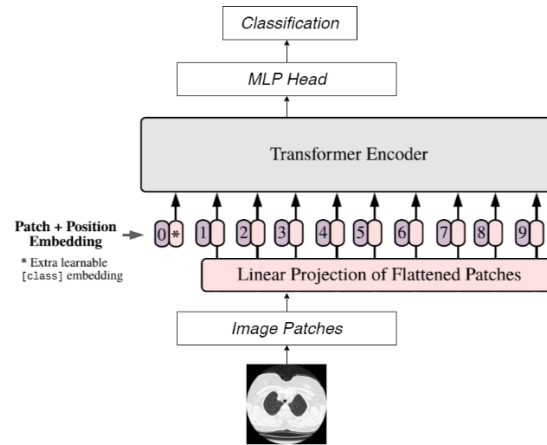 Classification
MLP Head
Transformer Encoder
Patch + Position
Embedding
* Extra learnable
[class] embedding
0 * 1 2 3 4 5 6 7 8 9
Linear Projection of Flattened Patches
Image Patches